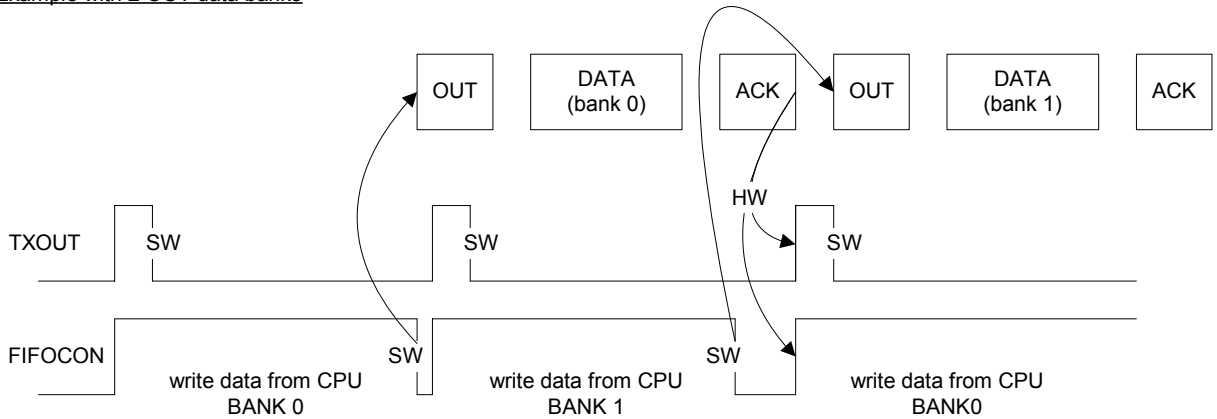 Example with 2 OUT data banks
OUT
DATA
(bank 0)
ACK
OUT
DATA
(bank 1)
ACK
HW
TXOUT
SW
SW
SW
FIFOCON
SW
SW
write data from CPU
BANK 0
write data from CPU
BANK 1
write data from CPU
BANK0